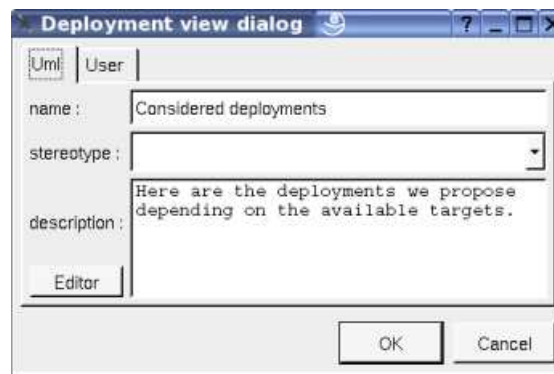 Deployment view dialog ?
Uml User
name : Considered deployments
stereotype :
Here are the deployments we propose
depending on the available targets.
description :
Editor
OK Cancel